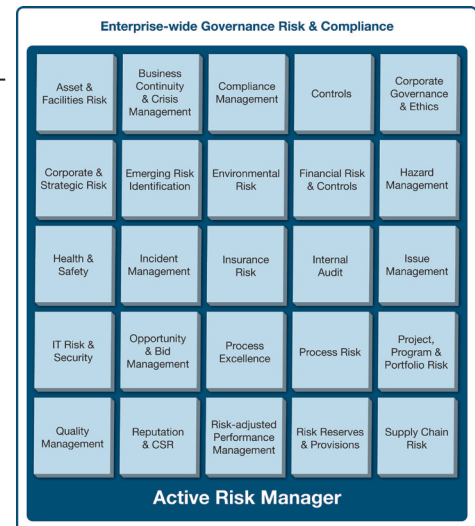 Enterprise-wide Governance Risk & Compliance
Asset &
Facilities Risk
Business
Continuity
& Crisis
Management
Compliance
Management
Controls
Corporate
Governance
& Ethics
Corporate &
Strategic Risk
Emerging Risk
Identification
Environmental
Risk
Financial Risk
& Controls
Hazard
Management
Health &
Safety
Incident
Management
Insurance
Risk
Internal
Audit
Issue
Management
IT Risk &
Security
Opportunity
& Bid
Management
Process
Excellence
Process Risk
Project,
Program &
Portfolio Risk
Quality
Management
Reputation
& CSR
Risk-adjusted
Performance
Management
Risk Reserves
& Provisions
Supply Chain
Risk
Active Risk Manager